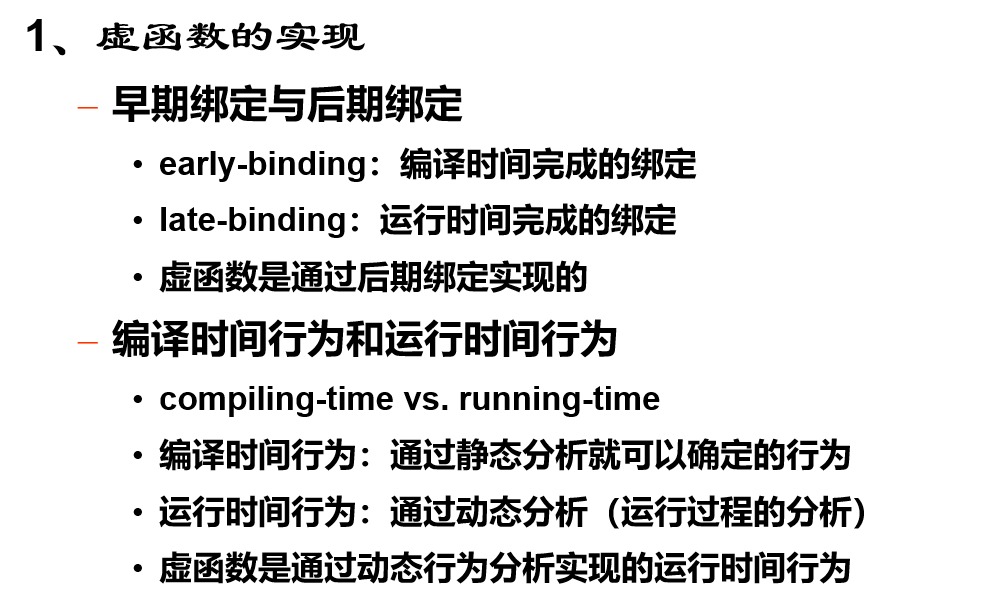 1、虚函数的实现
– 早期绑定与后期绑定
• early-binding：编译时间完成的绑定
• late-binding：运行时间完成的绑定
• 虚函数是通过后期绑定实现的
– 编译时间行为和运行时间行为
• compiling-time vs. running-time
• 编译时间行为：通过静态分析就可以确定的行为
• 运行时间行为：通过动态分析（运行过程的分析）
• 虚函数是通过动态行为分析实现的运行时间行为